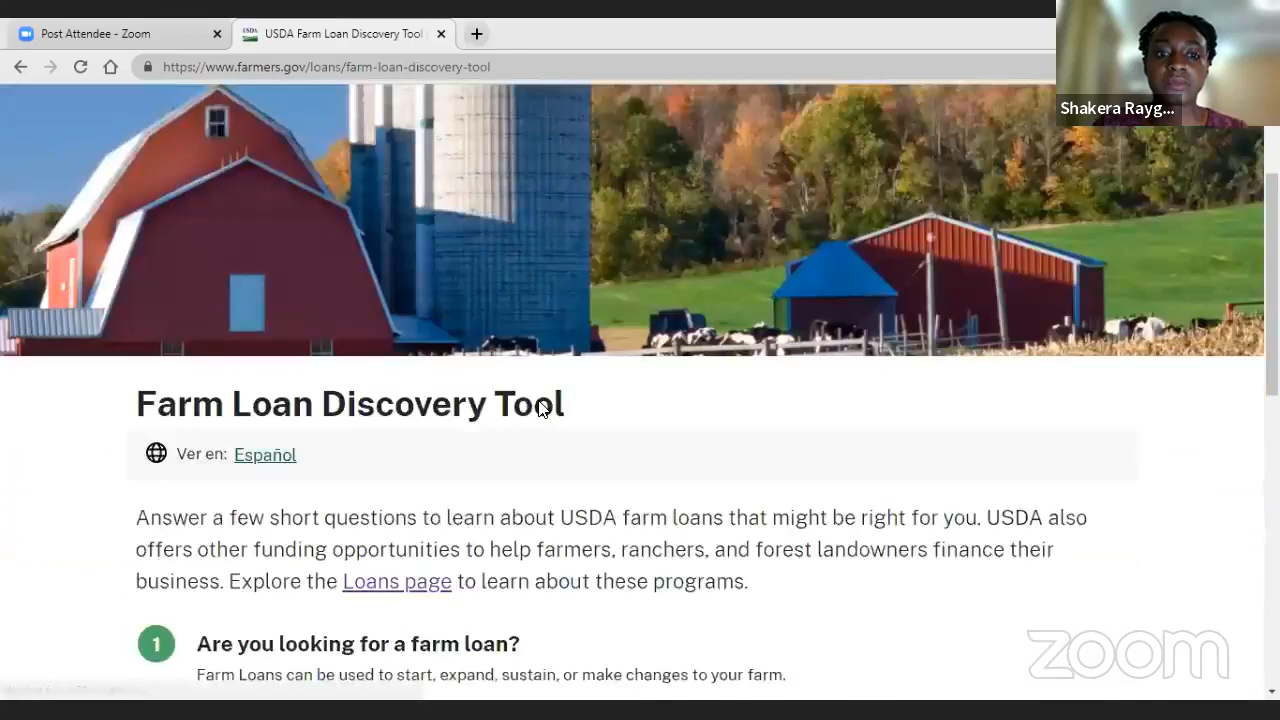 Post Attendee - Zoom
USDA Farm Loan Discovery Tool
https://www.farmers.gov/loans/farm-loan-discovery-tool
Shakera Rayg...
Farm Loan Discovery Tool
Ver en: Español
Answer a few short questions to learn about USDA farm loans that might be right for you. USDA also
offers other funding opportunities to help farmers, ranchers, and forest landowners finance their
business. Explore the Loans page to learn about these programs.
1 Are you looking for a farm loan?
Farm Loans can be used to start, expand, sustain, or make changes to your farm.
zoom